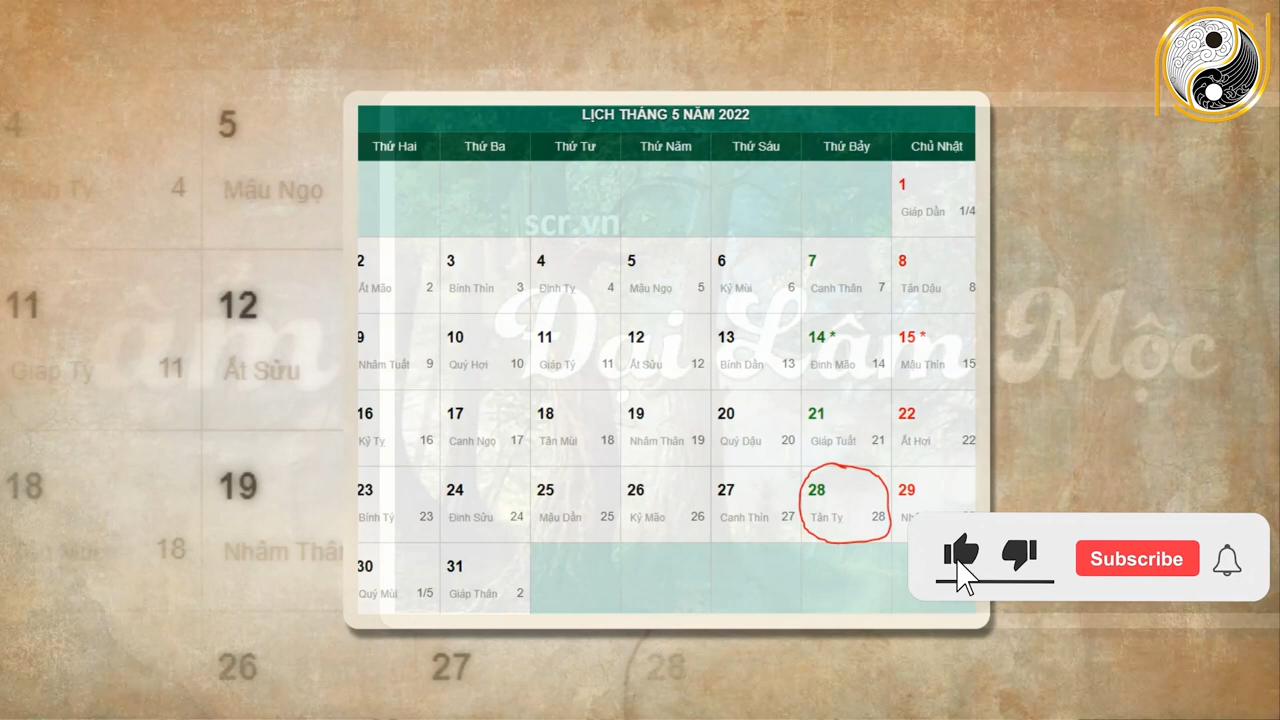 LỊCH THÁNG 5 NĂM 2022
Thứ Hai Thứ Ba Thứ Tư Thứ Năm Thứ Sáu Thứ Bảy Chủ Nhật
1
Giáp Dần 1/4
scr.vn
2 3 4 5 6 7 8
Ất Mão 2 Bính Thìn 3 Đinh Tỵ 4 Mậu Ngọ 5 Kỷ Mùi 6 Canh Thân 7 Tân Dậu 8
9 10 11 12 13 14 * 15 *
Nhâm Tuất 9 Quý Hợi 10 Giáp Tý 11 Ất Sửu 12 Bính Dần 13 Đinh Mão 14 Mậu Thìn 15
Đại Lâm Mộc
16 17 18 19 20 21 22
Kỷ Tỵ 16 Canh Ngọ 17 Tân Mùi 18 Nhâm Thân 19 Quý Dậu 20 Giáp Tuất 21 Ất Hợi 22
23 24 25 26 27 28 29
Bính Tý 23 Đinh Sửu 24 Mậu Dần 25 Kỷ Mão 26 Canh Thìn 27 Tân Tỵ 28
30 31
Quý Mùi 1/5 Giáp Thân 2
4 5
4 Mậu Ngọ
11 12
Giáp Tý 11 Ất Sửu
18 19
18 Nhâm Thân
26 27 28
Subscribe